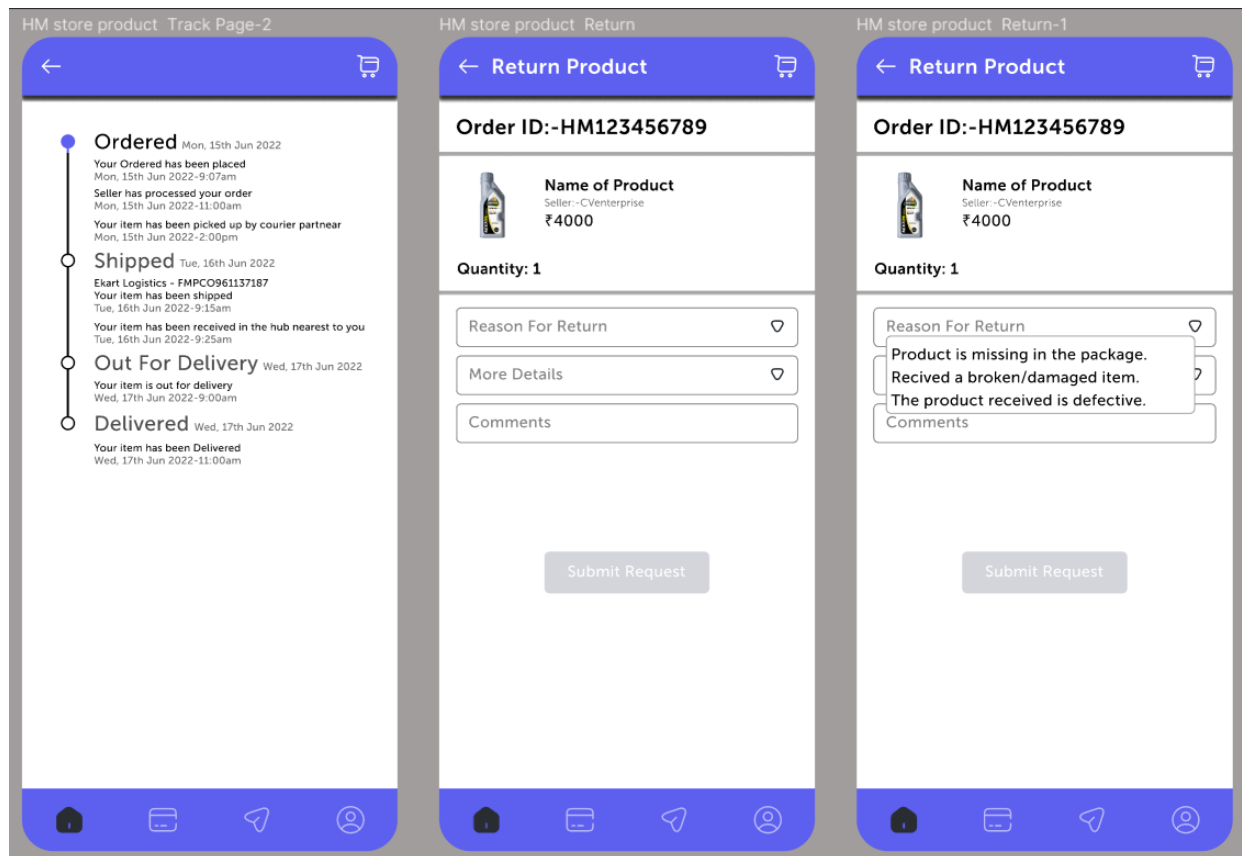 HM store product Track Page-2
Ordered Mon, 15th Jun 2022
Your Ordered has been placed
Mon, 15th Jun 2022-9:07am
Seller has processed your order
Mon, 15th Jun 2022-11:00am
Your item has been picked up by courier partnear
Mon, 15th Jun 2022-2:00pm
Shipped Tue, 16th Jun 2022
Ekart Logistics - FMPCO961137187
Your item has been shipped
Tue, 16th Jun 2022-9:15am
Your item has been received in the hub nearest to you
Tue, 16th Jun 2022-9:25am
Out For Delivery Wed, 17th Jun 2022
Your item is out for delivery
Wed, 17th Jun 2022-9:00am
Delivered Wed, 17th Jun 2022
Your item has been Delivered
Wed, 17th Jun 2022-11:00am
HM store product Return
Return Product
Order ID:-HM123456789
Name of Product
Seller:-CVenterprise
₹4000
Quantity: 1
Reason For Return
More Details
Comments
Submit Request
HM store product Return-1
Return Product
Order ID:-HM123456789
Name of Product
Seller:-CVenterprise
₹4000
Quantity: 1
Reason For Return
Product is missing in the package.
Recived a broken/damaged item.
The product received is defective.
Comments
Submit Request